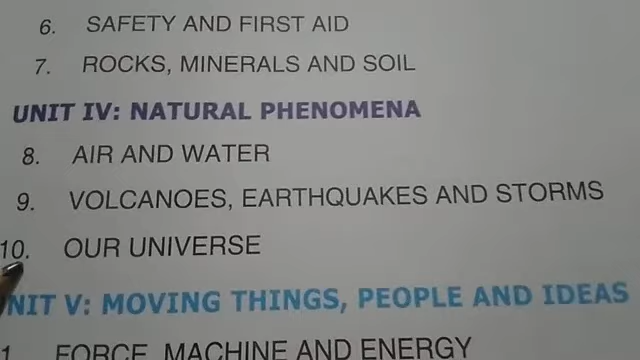 6. SAFETY AND FIRST AID
7. ROCKS, MINERALS AND SOIL
UNIT IV: NATURAL PHENOMENA
8. AIR AND WATER
9. VOLCANOES, EARTHQUAKES AND STORMS
10. OUR UNIVERSE
NIT V: MOVING THINGS, PEOPLE AND IDEAS
1 FORCE, MACHINE AND ENERGY